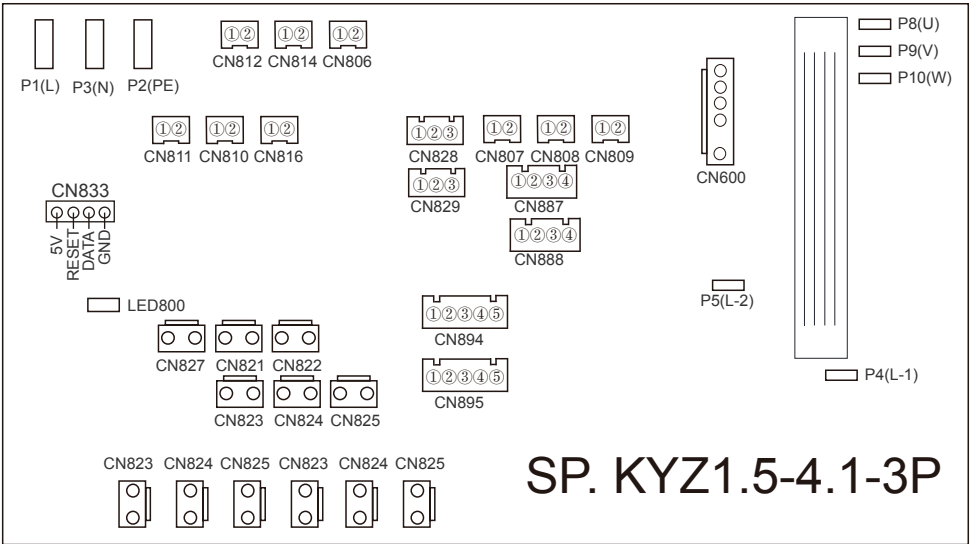 P8(U)
①② ①② ①②
P9(V)
CN812 CN814 CN806
P10(W)
P1(L) P3(N) P2(PE)
①② ①② ①② ①②③ ①② ①② ①②
CN811 CN810 CN816 CN828 CN807 CN808 CN809
CN600
①②③ ①②③④
CN833 CN829 CN887
5V RESET DATA GND
①②③④
CN888
LED800 P5(L-2)
①②③④⑤
CN894
CN827 CN821 CN822
P4(L-1)
①②③④⑤
CN895
CN823 CN824 CN825
CN823 CN824 CN825 CN823 CN824 CN825
SP. KYZ1.5-4.1-3P